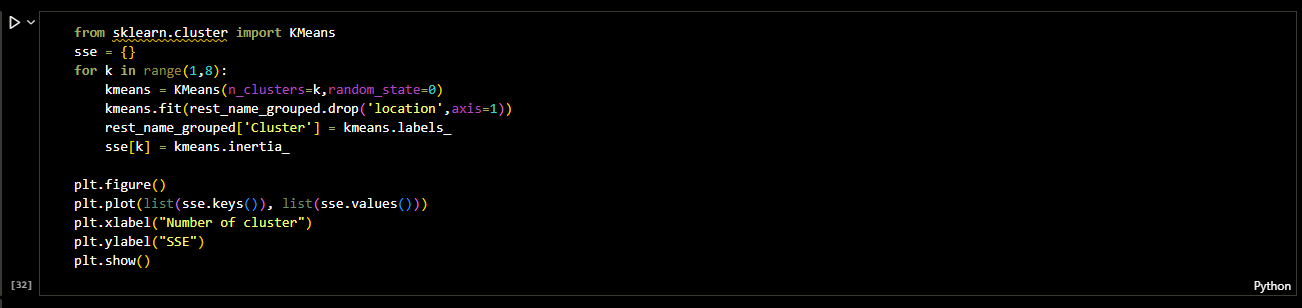 from sklearn.cluster import KMeans
sse = {}
for k in range(1,8):
    kmeans = KMeans(n_clusters=k,random_state=0)
    kmeans.fit(rest_name_grouped.drop('location',axis=1))
    rest_name_grouped['Cluster'] = kmeans.labels_
    sse[k] = kmeans.inertia_

plt.figure()
plt.plot(list(sse.keys()), list(sse.values()))
plt.xlabel("Number of cluster")
plt.ylabel("SSE")
plt.show()
[32]
Python